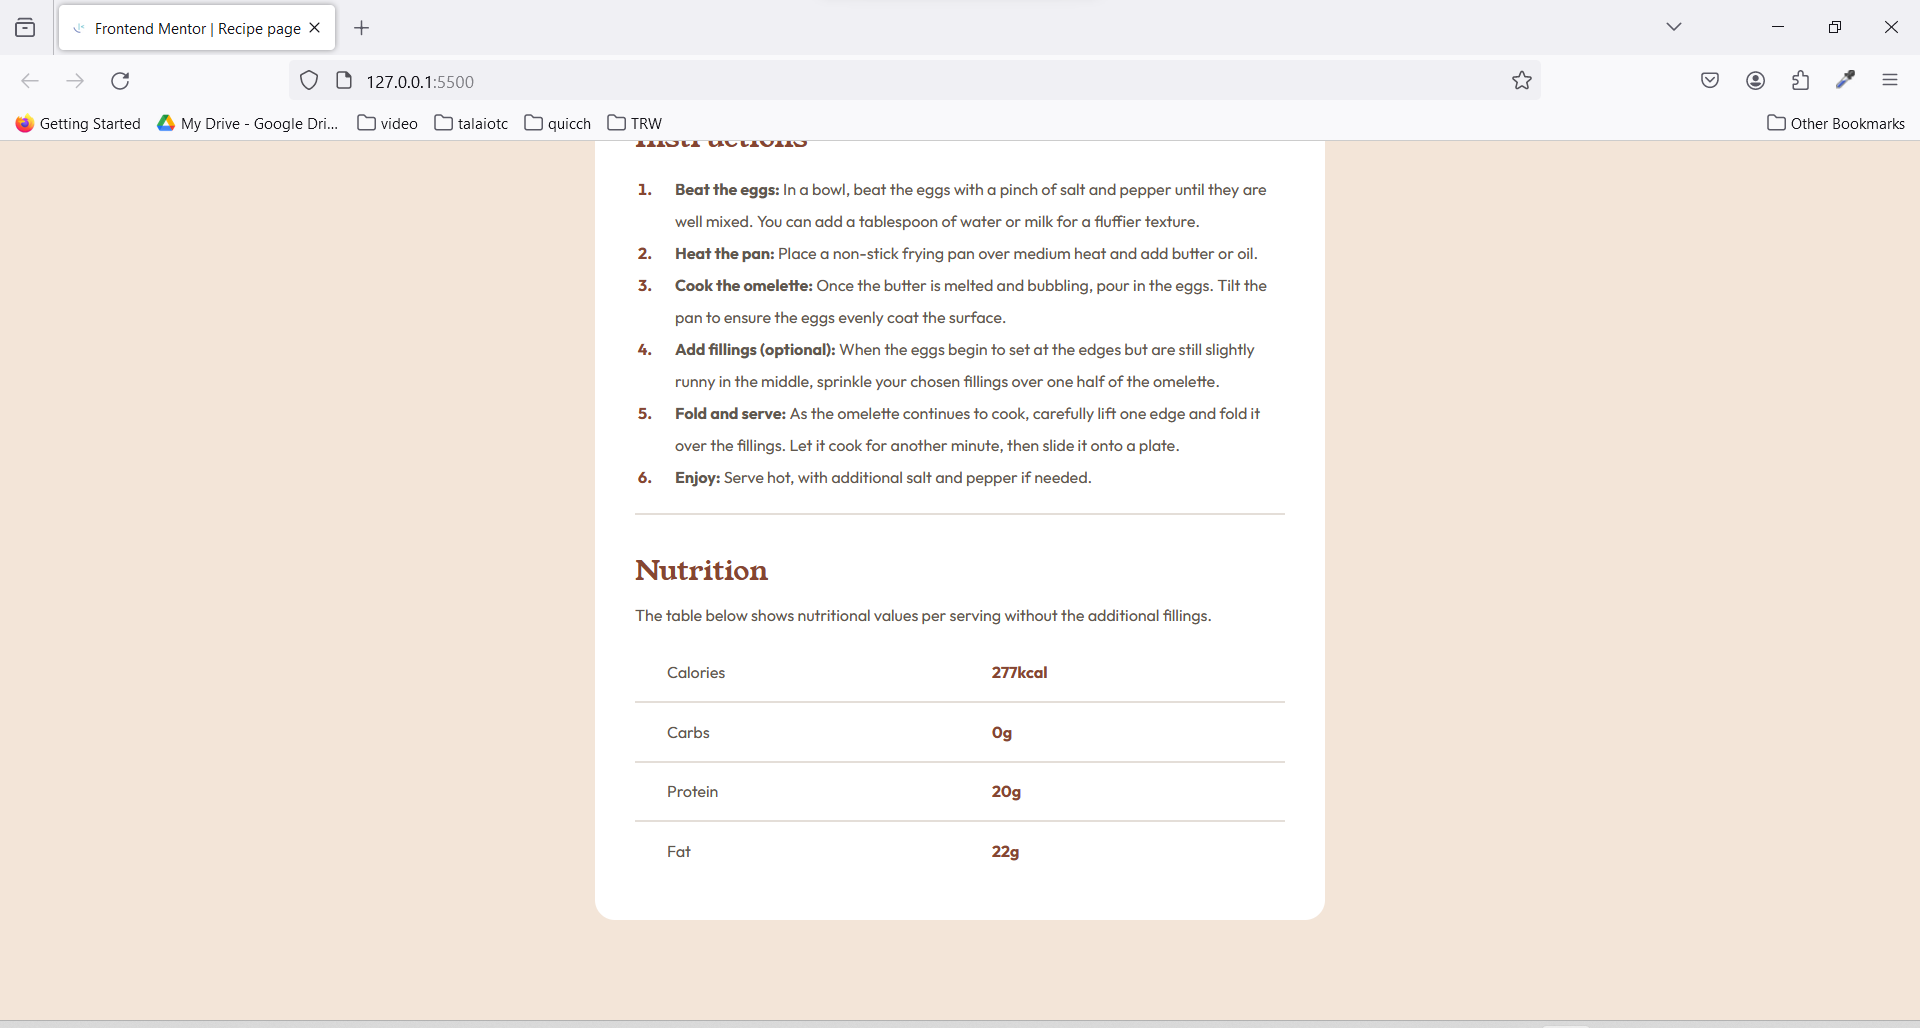 Frontend Mentor | Recipe page
127.0.0.1:5500
Getting Started My Drive - Google Dri... video talaiotc quicch TRW Other Bookmarks
Instructions
1. Beat the eggs: In a bowl, beat the eggs with a pinch of salt and pepper until they are
well mixed. You can add a tablespoon of water or milk for a fluffier texture.
2. Heat the pan: Place a non-stick frying pan over medium heat and add butter or oil.
3. Cook the omelette: Once the butter is melted and bubbling, pour in the eggs. Tilt the
pan to ensure the eggs evenly coat the surface.
4. Add fillings (optional): When the eggs begin to set at the edges but are still slightly
runny in the middle, sprinkle your chosen fillings over one half of the omelette.
5. Fold and serve: As the omelette continues to cook, carefully lift one edge and fold it
over the fillings. Let it cook for another minute, then slide it onto a plate.
6. Enjoy: Serve hot, with additional salt and pepper if needed.
Nutrition
The table below shows nutritional values per serving without the additional fillings.
Calories 277kcal
Carbs 0g
Protein 20g
Fat 22g